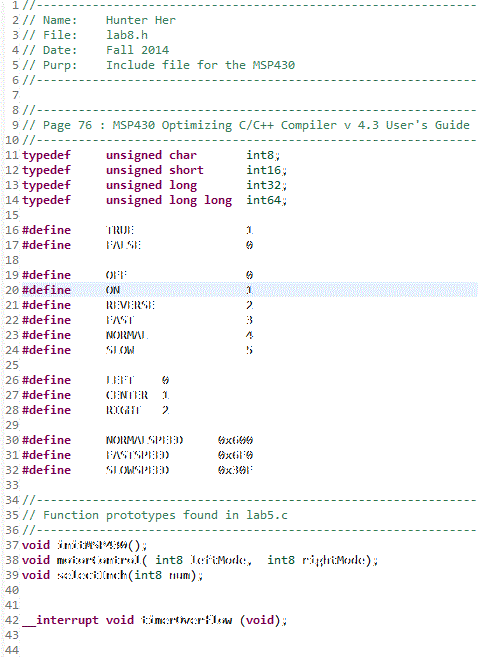 1 //----------------------------------------------------------------
2 // Name:    Hunter Her
3 // File:    lab8.h
4 // Date:    Fall 2014
5 // Purp:    Include file for the MSP430
6 //----------------------------------------------------------------
7
8 //----------------------------------------------------------------
9 // Page 76 : MSP430 Optimizing C/C++ Compiler v 4.3 User's Guide
10 //----------------------------------------------------------------
11 typedef     unsigned char       int8;
12 typedef     unsigned short      int16;
13 typedef     unsigned long       int32;
14 typedef     unsigned long long  int64;
15
16 #define     TRUE                1
17 #define     FALSE               0
18
19 #define     OFF                 0
20 #define     ON                  1
21 #define     REVERSE             2
22 #define     FAST                3
23 #define     NORMAL              4
24 #define     SLOW                5
25
26 #define     LEFT    0
27 #define     CENTER  1
28 #define     RIGHT   2
29
30 #define     NORMALSPEED     0x600
31 #define     FASTSPEED       0x6F0
32 #define     SLOWSPEED       0x30F
33
34 //----------------------------------------------------------------
35 // Function prototypes found in lab5.c
36 //----------------------------------------------------------------
37 void initMSP430();
38 void motorControl( int8 leftMode,  int8 rightMode);
39 void selectInch(int8 num);
40
41
42 __interrupt void timerOverflow (void);
43
44